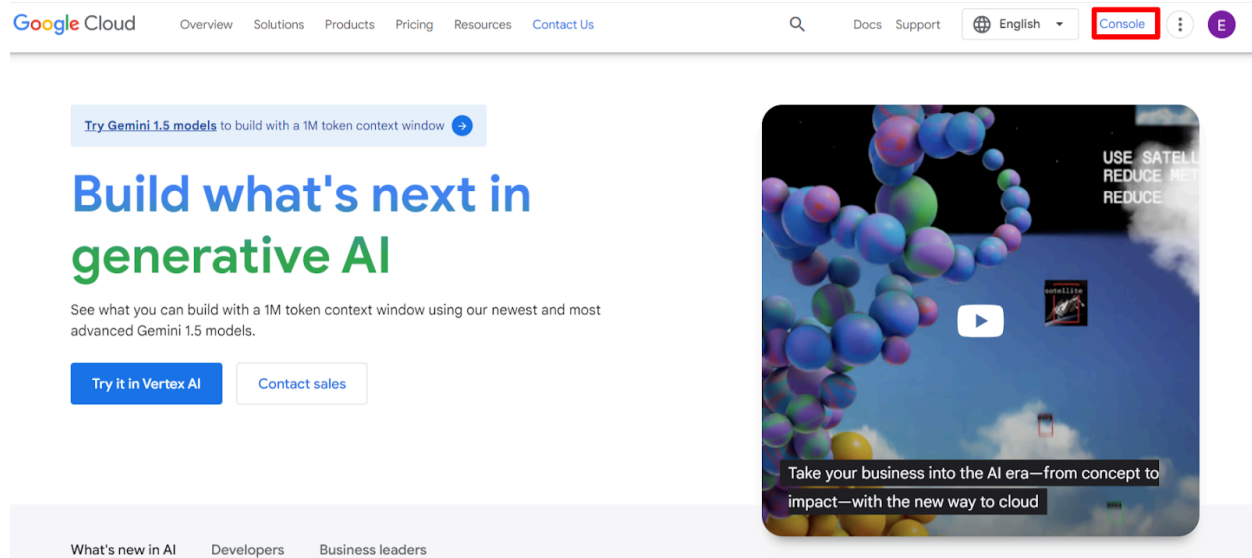 Google Cloud
Overview Solutions Products Pricing Resources Contact Us
Docs Support English Console E
Try Gemini 1.5 models to build with a 1M token context window
Build what's next in
generative AI
See what you can build with a 1M token context window using our newest and most
advanced Gemini 1.5 models.
Try it in Vertex AI Contact sales
USE SATELL
REDUCE MET
REDUCE
satellite
Take your business into the AI era—from concept to
impact—with the new way to cloud
What's new in AI Developers Business leaders